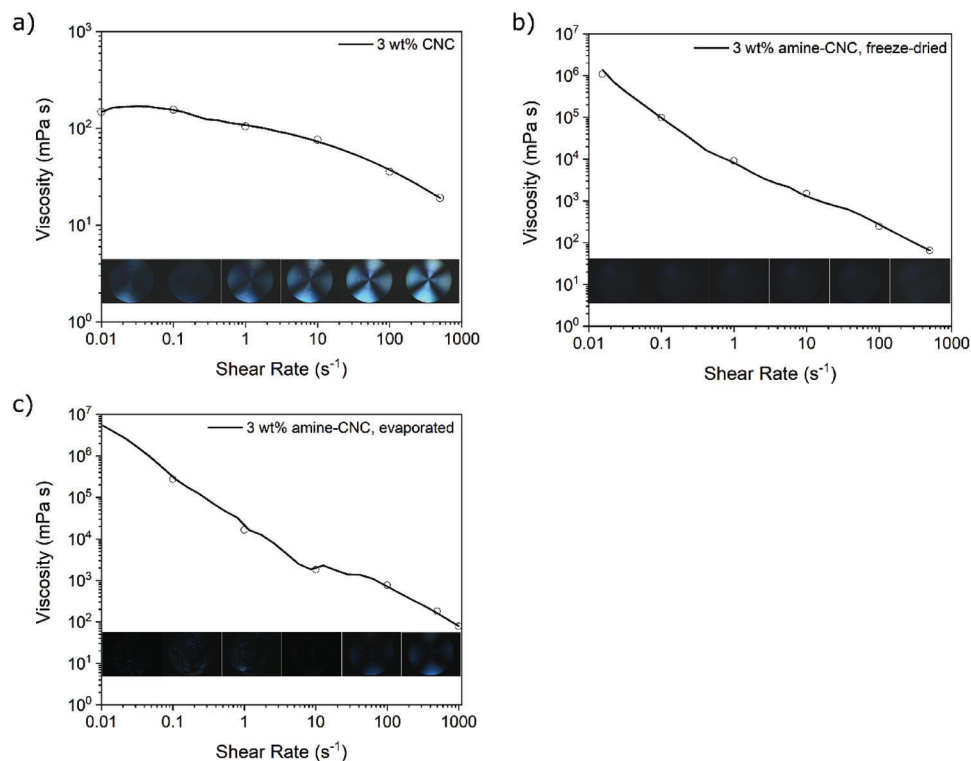 a)
3 wt% CNC
10³
10²
10¹
10⁰
Viscosity (mPa s)
0.01 0.1 1 10 100 1000
Shear Rate (s⁻¹)
b)
3 wt% amine-CNC, freeze-dried
10⁷
10⁶
10⁵
10⁴
10³
10²
10¹
10⁰
Viscosity (mPa s)
0.01 0.1 1 10 100 1000
Shear Rate (s⁻¹)
c)
3 wt% amine-CNC, evaporated
10⁷
10⁶
10⁵
10⁴
10³
10²
10¹
10⁰
Viscosity (mPa s)
0.01 0.1 1 10 100 1000
Shear Rate (s⁻¹)